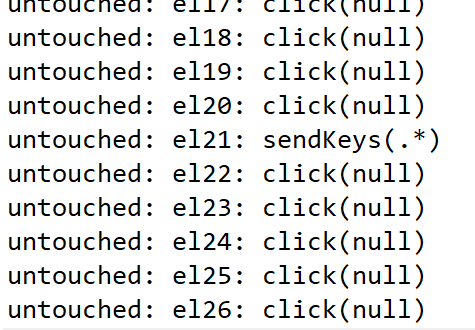 untouched: el17: click(null)
untouched: el18: click(null)
untouched: el19: click(null)
untouched: el20: click(null)
untouched: el21: sendKeys(.*)
untouched: el22: click(null)
untouched: el23: click(null)
untouched: el24: click(null)
untouched: el25: click(null)
untouched: el26: click(null)